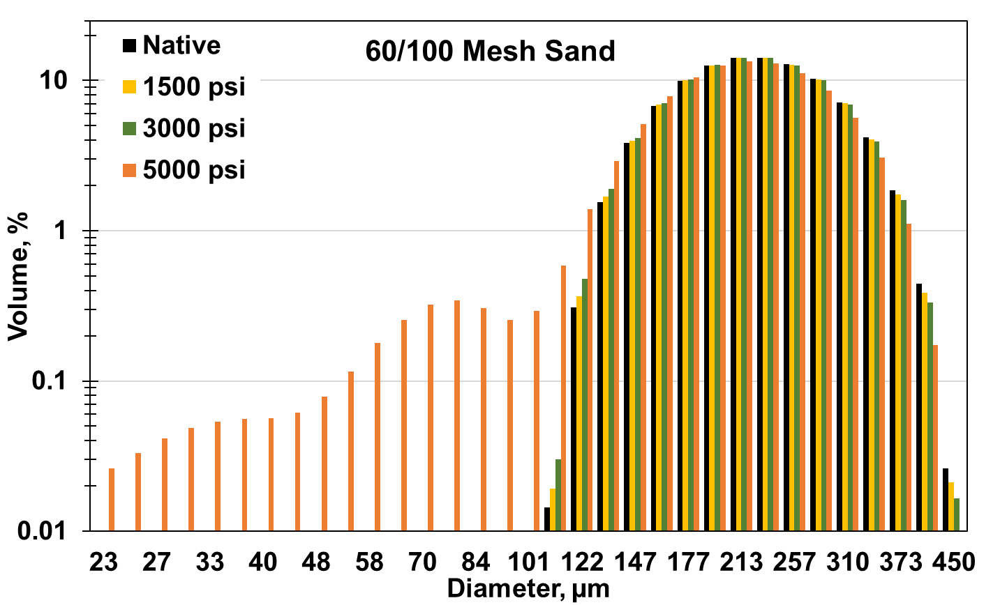 60/100 Mesh Sand
Native
1500 psi
3000 psi
5000 psi
Volume, %
10
1
0.1
0.01
23 27 33 40 48 58 70 84 101 122 147 177 213 257 310 373 450
Diameter, µm